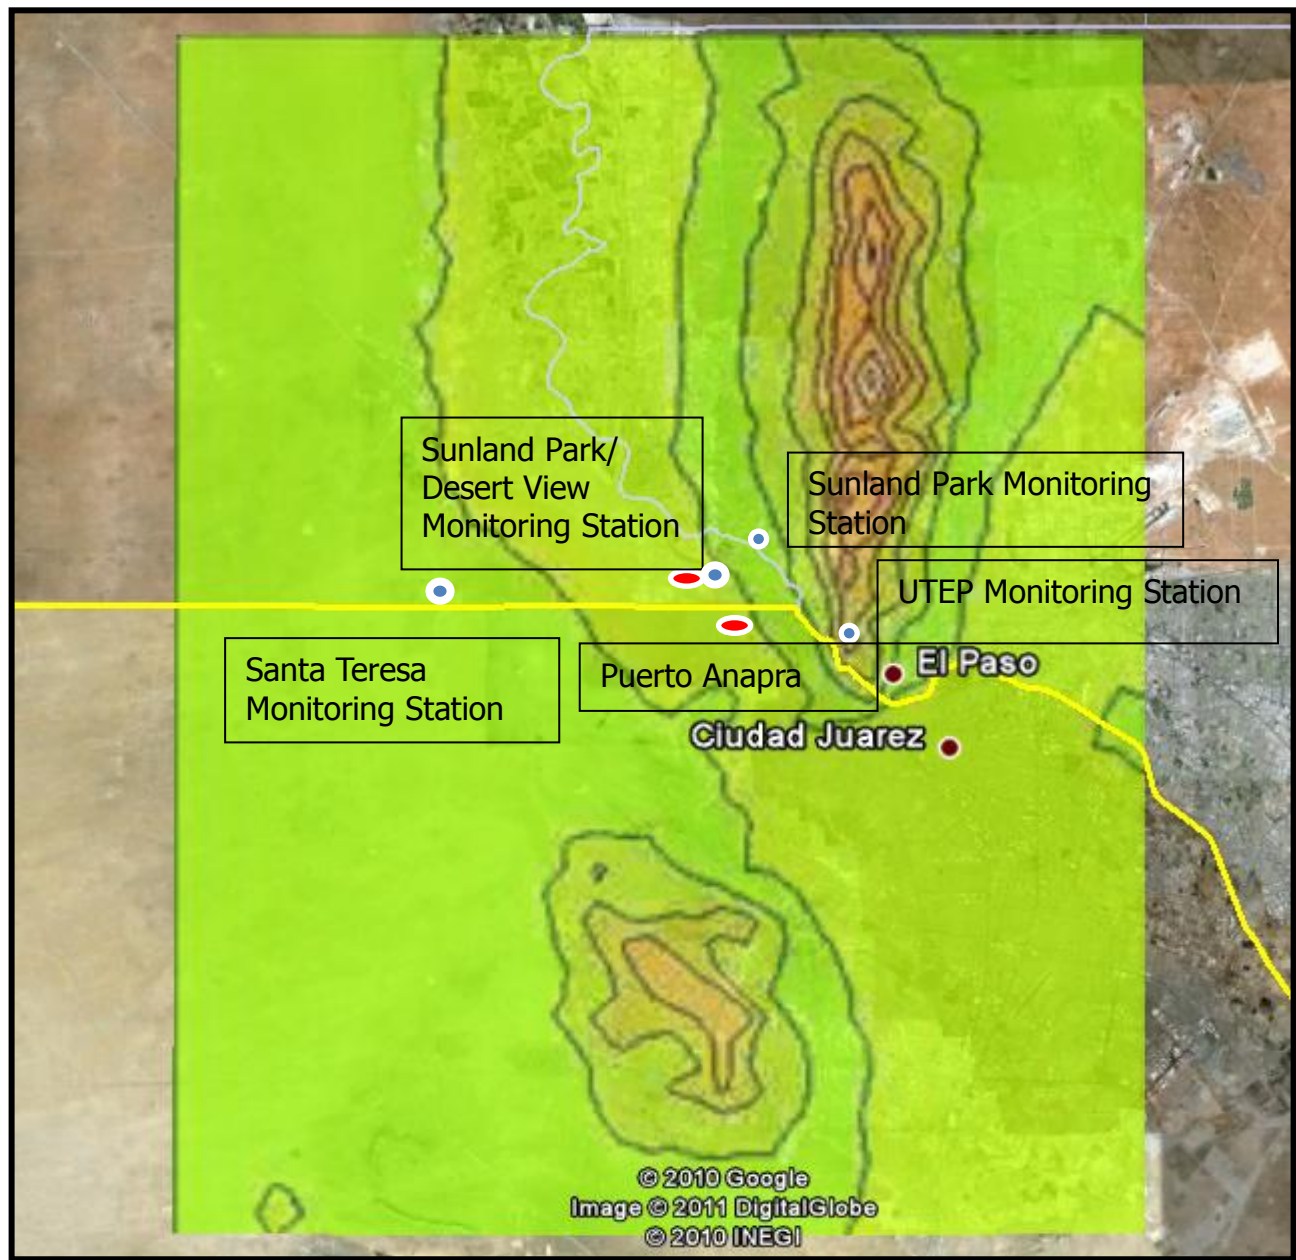 Sunland Park/
Desert View
Monitoring Station
Sunland Park Monitoring
Station
UTEP Monitoring Station
Santa Teresa
Monitoring Station
Puerto Anapra
El Paso
Ciudad Juarez
© 2010 Google
Image © 2011 DigitalGlobe
© 2010 INEGI